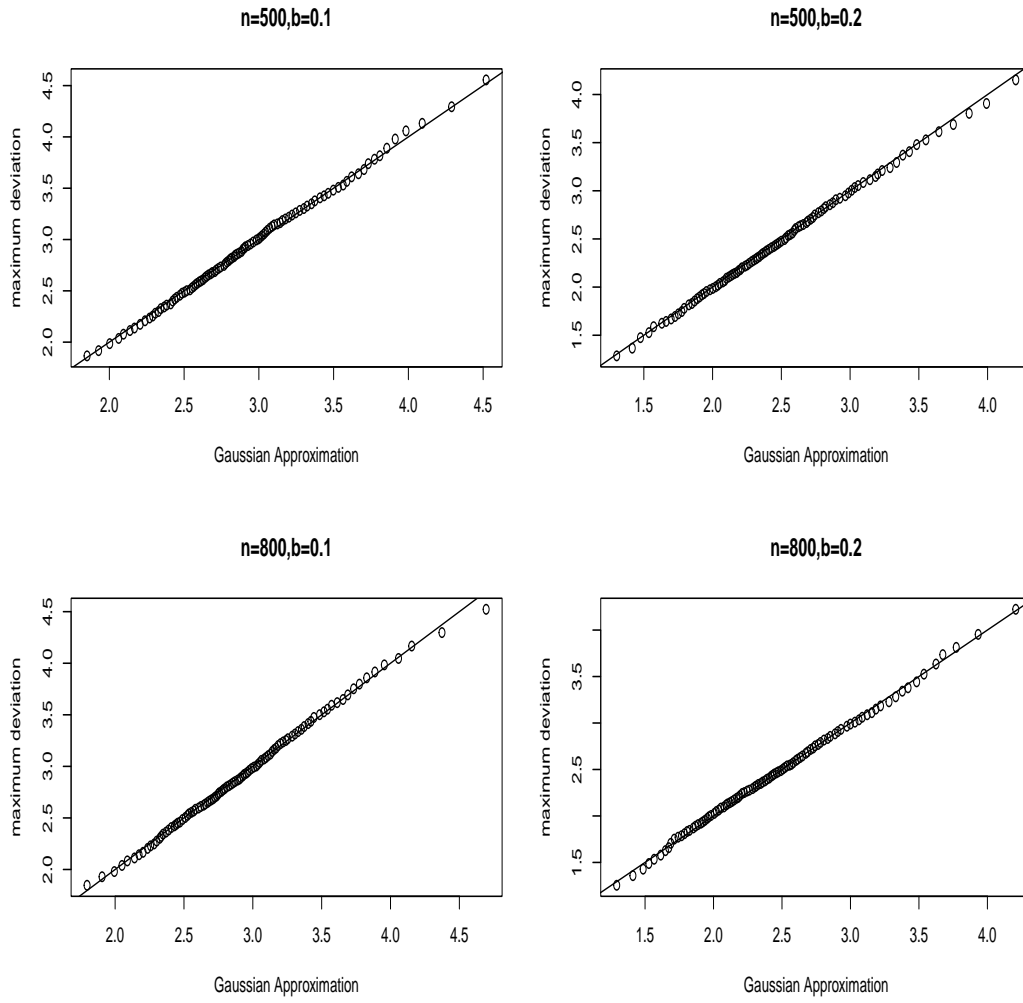 n=500,b=0.1
maximum deviation
4.5
4.0
3.5
3.0
2.5
2.0
2.0 2.5 3.0 3.5 4.0 4.5
Gaussian Approximation
n=500,b=0.2
maximum deviation
4.0
3.5
3.0
2.5
2.0
1.5
1.5 2.0 2.5 3.0 3.5 4.0
Gaussian Approximation
n=800,b=0.1
maximum deviation
4.5
4.0
3.5
3.0
2.5
2.0
2.0 2.5 3.0 3.5 4.0 4.5
Gaussian Approximation
n=800,b=0.2
maximum deviation
3.5
2.5
1.5
1.5 2.0 2.5 3.0 3.5 4.0
Gaussian Approximation